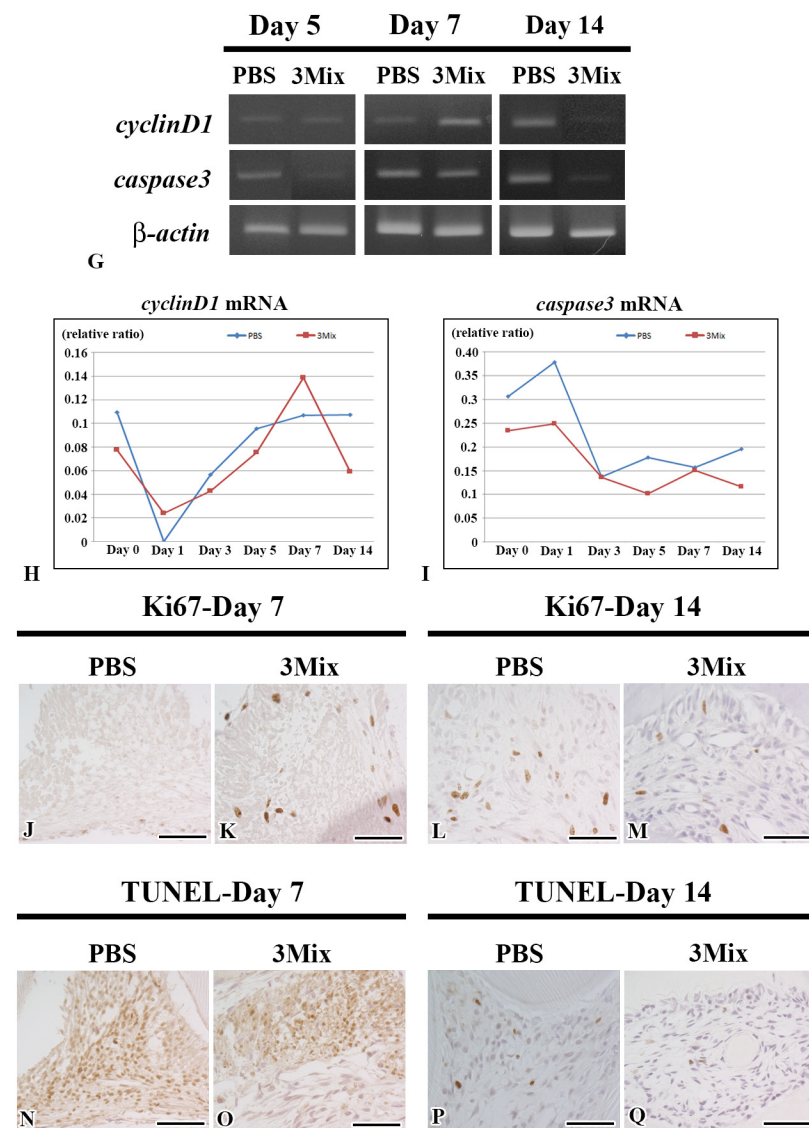 Day 5 Day 7 Day 14
PBS 3Mix PBS 3Mix PBS 3Mix
cyclinD1
caspase3
β-actin
G
cyclinD1 mRNA
(relative ratio) PBS 3Mix
0.16
0.14
0.12
0.1
0.08
0.06
0.04
0.02
0
Day 0 Day 1 Day 3 Day 5 Day 7 Day 14
H
caspase3 mRNA
(relative ratio) PBS 3Mix
0.40
0.35
0.3
0.25
0.2
0.15
0.1
0.05
0
Day 0 Day 1 Day 3 Day 5 Day 7 Day 14
I
Ki67-Day 7 Ki67-Day 14
PBS 3Mix PBS 3Mix
J K L M
TUNEL-Day 7 TUNEL-Day 14
PBS 3Mix PBS 3Mix
N O P Q